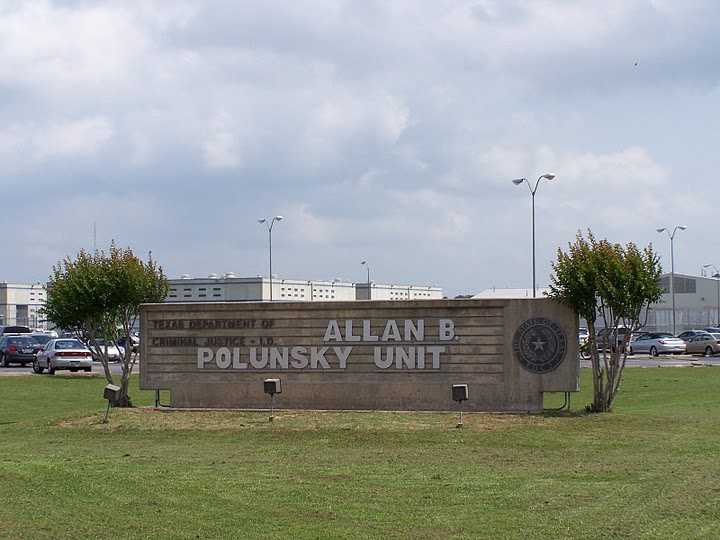 TEXAS DEPARTMENT OF
CRIMINAL JUSTICE - I.D.
ALLAN B.
POLUNSKY UNIT